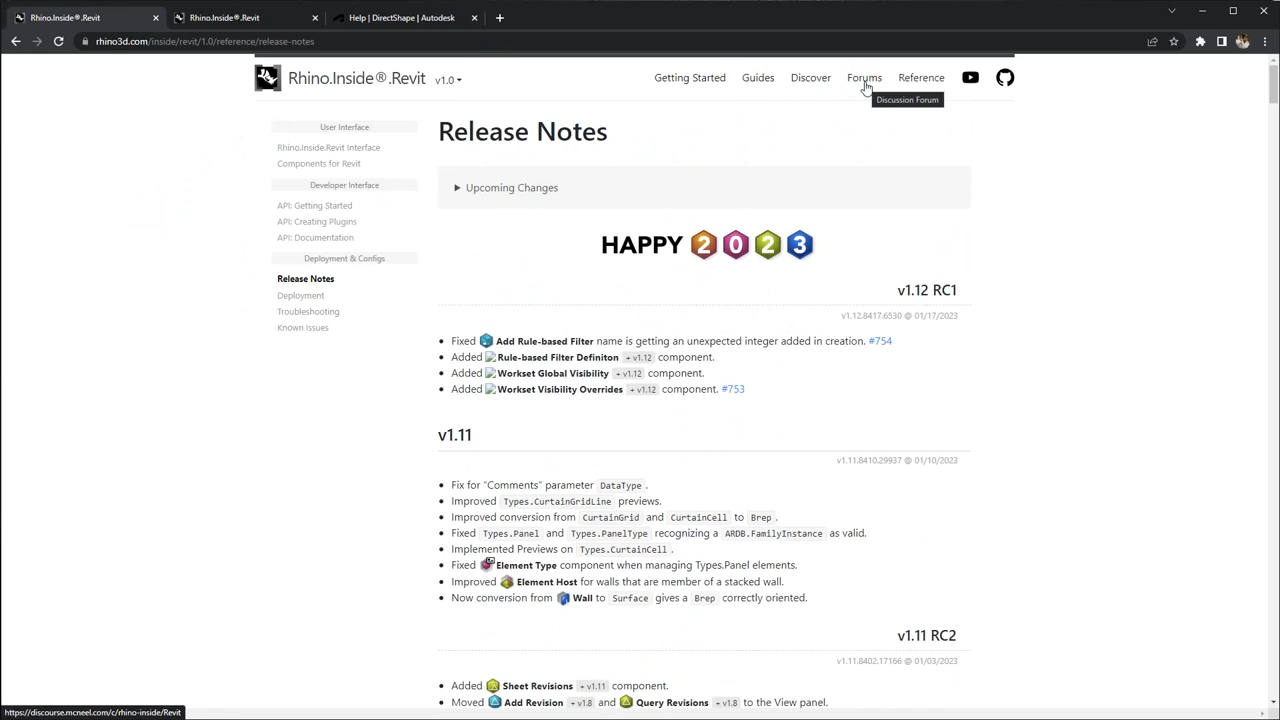 Rhino.Inside®.Revit
Rhino.Inside®.Revit
Help | DirectShape | Autodesk
rhino3d.com/inside/revit/1.0/reference/release-notes
Rhino.Inside®.Revit v1.0
Getting Started Guides Discover Forums Reference
Discussion Forum
User Interface
Rhino.Inside.Revit Interface
Components for Revit
Developer Interface
API: Getting Started
API: Creating Plugins
API: Documentation
Deployment & Configs
Release Notes
Deployment
Troubleshooting
Known Issues
Release Notes
Upcoming Changes
HAPPY 2023
v1.12 RC1
v1.12.8417.6530 @ 01/17/2023
• Fixed Add Rule-based Filter name is getting an unexpected integer added in creation. #754
• Added Rule-based Filter Definiton + v1.12 component.
• Added Workset Global Visibility + v1.12 component.
• Added Workset Visibility Overrides + v1.12 component. #753
v1.11
v1.11.8410.29937 @ 01/10/2023
• Fix for “Comments” parameter DataType.
• Improved Types.CurtainGridLine previews.
• Improved conversion from CurtainGrid and CurtainCell to Brep.
• Fixed Types.Panel and Types.PanelType recognizing a ARDB.FamilyInstance as valid.
• Implemented Previews on Types.CurtainCell.
• Fixed Element Type component when managing Types.Panel elements.
• Improved Element Host for walls that are member of a stacked wall.
• Now conversion from Wall to Surface gives a Brep correctly oriented.
v1.11 RC2
v1.11.8402.17166 @ 01/03/2023
• Added Sheet Revisions + v1.11 component.
• Moved Add Revision + v1.8 and Query Revisions + v1.8 to the View panel.
https://discourse.mcneel.com/c/rhino-inside/Revit